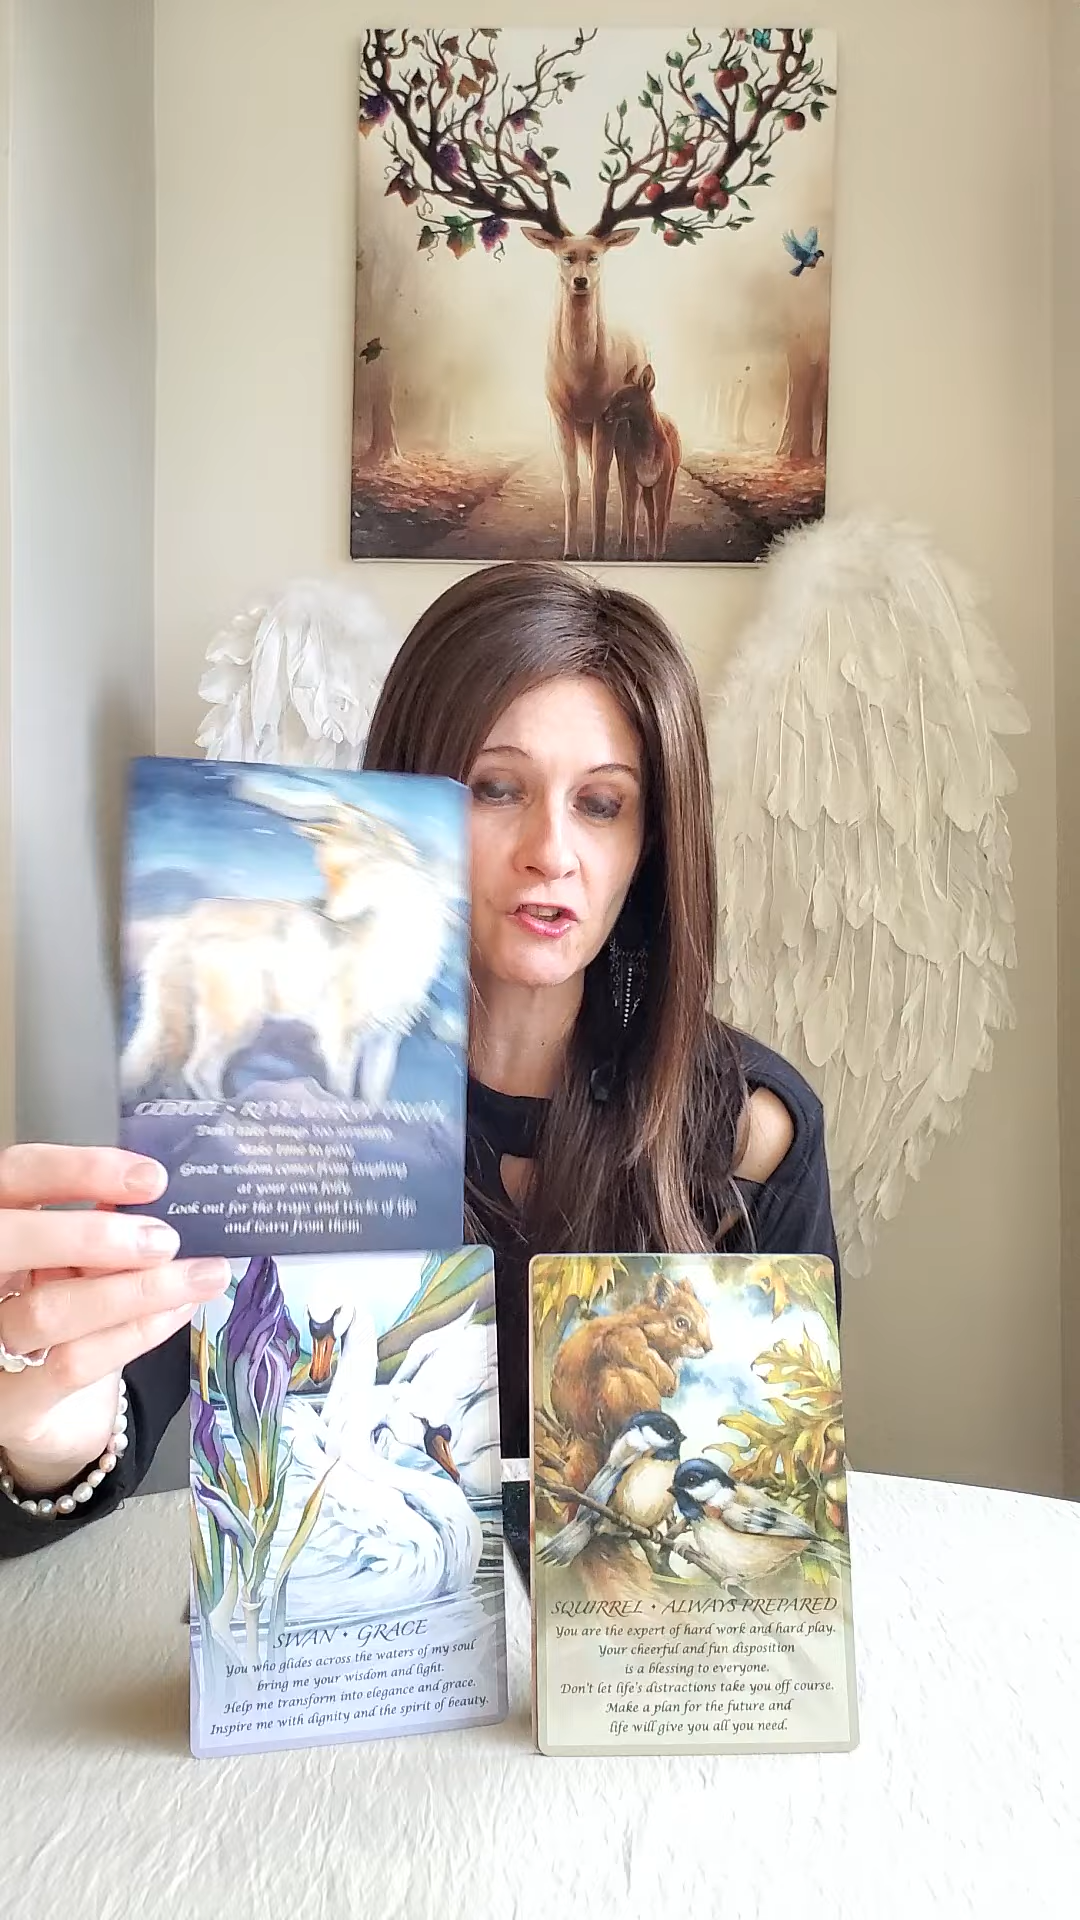 Don't take things too seriously.
Make time to play.
Great wisdom comes from laughing
at your own folly.
Look out for the traps and tricks of life
and learn from them.
SWAN • GRACE
You who glides across the waters of my soul
bring me your wisdom and light.
Help me transform into elegance and grace.
Inspire me with dignity and the spirit of beauty.
SQUIRREL • ALWAYS PREPARED
You are the expert of hard work and hard play.
Your cheerful and fun disposition
is a blessing to everyone.
Don't let life's distractions take you off course.
Make a plan for the future and
life will give you all you need.